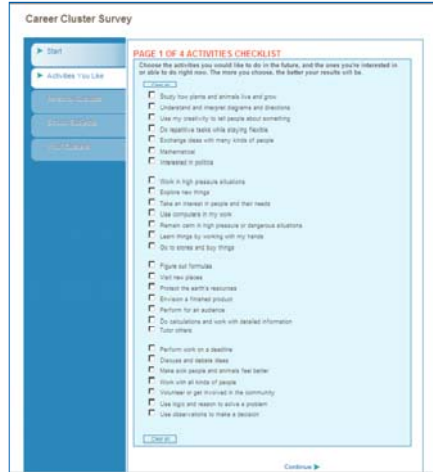 Career Cluster Survey
Start
Activities You Like
PAGE 1 OF 4 ACTIVITIES CHECKLIST
Choose the activities you would like to do in the future, and the ones you're interested in
or able to do right now. The more you choose, the better your results will be.
Clear all
Study how plants and animals live and grow
Understand and interpret diagrams and directions
Use my creativity to tell people about something
Do repetitive tasks while staying flexible
Exchange ideas with many kinds of people
Mathematical
Interested in politics
Work in high pressure situations
Explore new things
Take an interest in people and their needs
Use computers in my work
Remain calm in high pressure or dangerous situations
Learn things by working with my hands
Go to stores and buy things
Figure out formulas
Visit new places
Protect the earth's resources
Envision a finished product
Perform for an audience
Do calculations and work with detailed information
Tutor others
Perform work on a deadline
Discuss and debate ideas
Make sick people and animals feel better
Work with all kinds of people
Volunteer or get involved in the community
Use logic and reason to solve a problem
Use observations to make a decision
Clear all
Continue